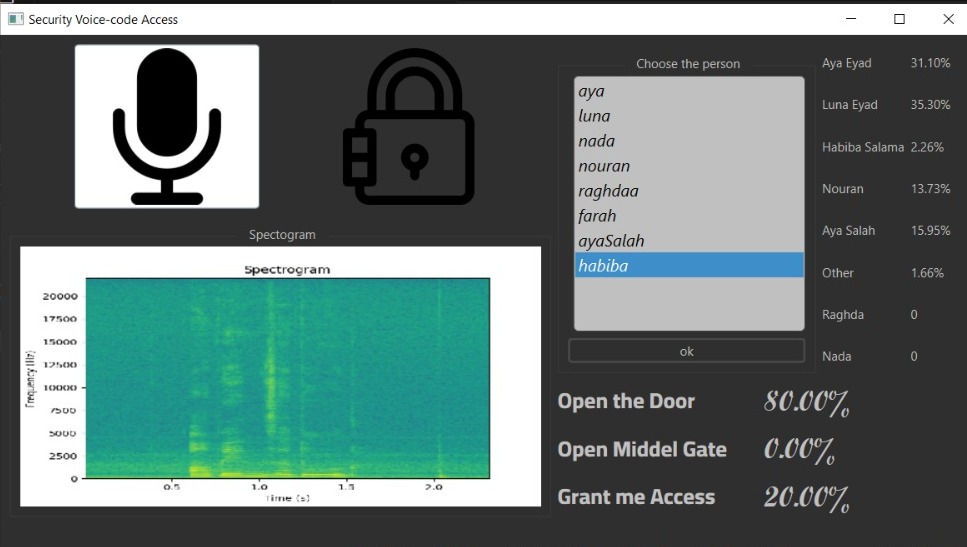 Security Voice-code Access
Choose the person
aya
luna
nada
nouran
raghdaa
farah
ayaSalah
habiba
ok
Aya Eyad 31.10%
Luna Eyad 35.30%
Habiba Salama 2.26%
Nouran 13.73%
Aya Salah 15.95%
Other 1.66%
Raghda 0
Nada 0
Spectogram
Spectrogram
Frequency (Hz)
20000
17500
15000
12500
10000
7500
5000
2500
0
0.5 1.0 1.5 2.0
Time (s)
Open the Door 80.00%
Open Middel Gate 0.00%
Grant me Access 20.00%